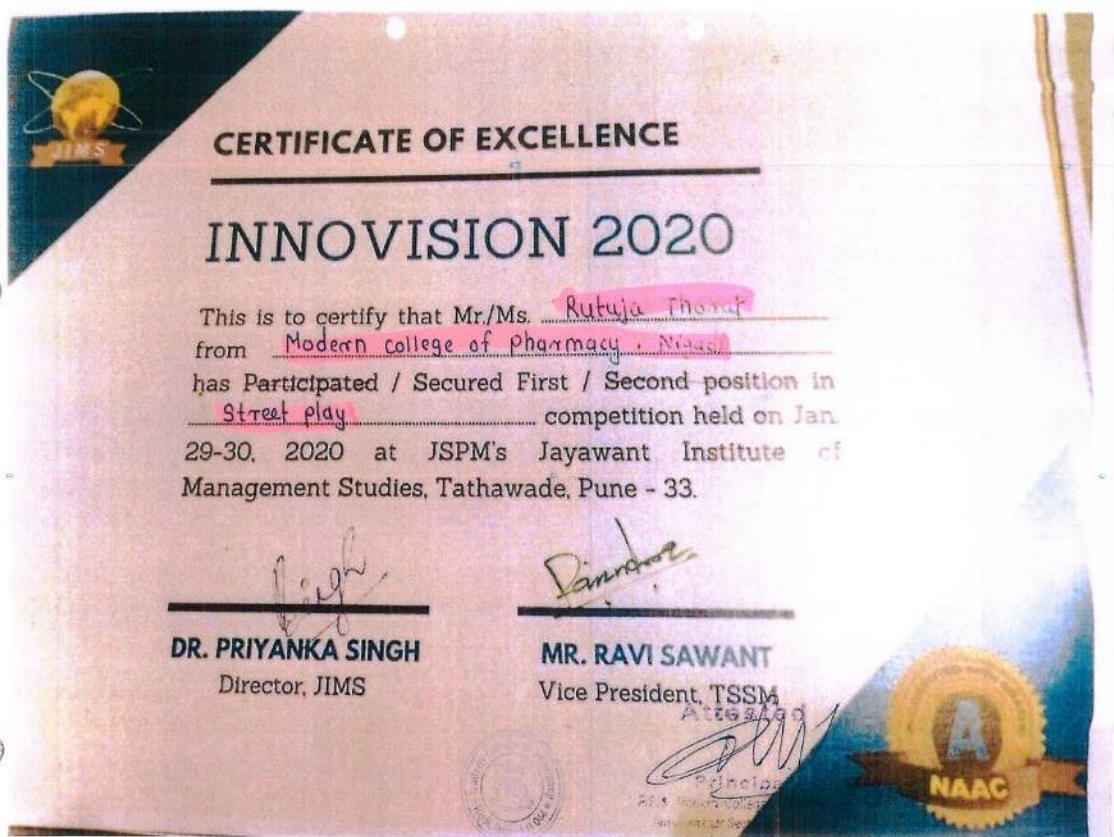 JIMS
CERTIFICATE OF EXCELLENCE
INNOVISION 2020
This is to certify that Mr./Ms. Rutuja Thorat
from Modern college of pharmacy. Nigadi
has Participated / Secured First / Second position in
Street play competition held on Jan.
29-30, 2020 at JSPM's Jayawant Institute of
Management Studies, Tathawade, Pune - 33.
DR. PRIYANKA SINGH
Director, JIMS
MR. RAVI SAWANT
Vice President, TSSM
Attested
Principal
A
NAAC